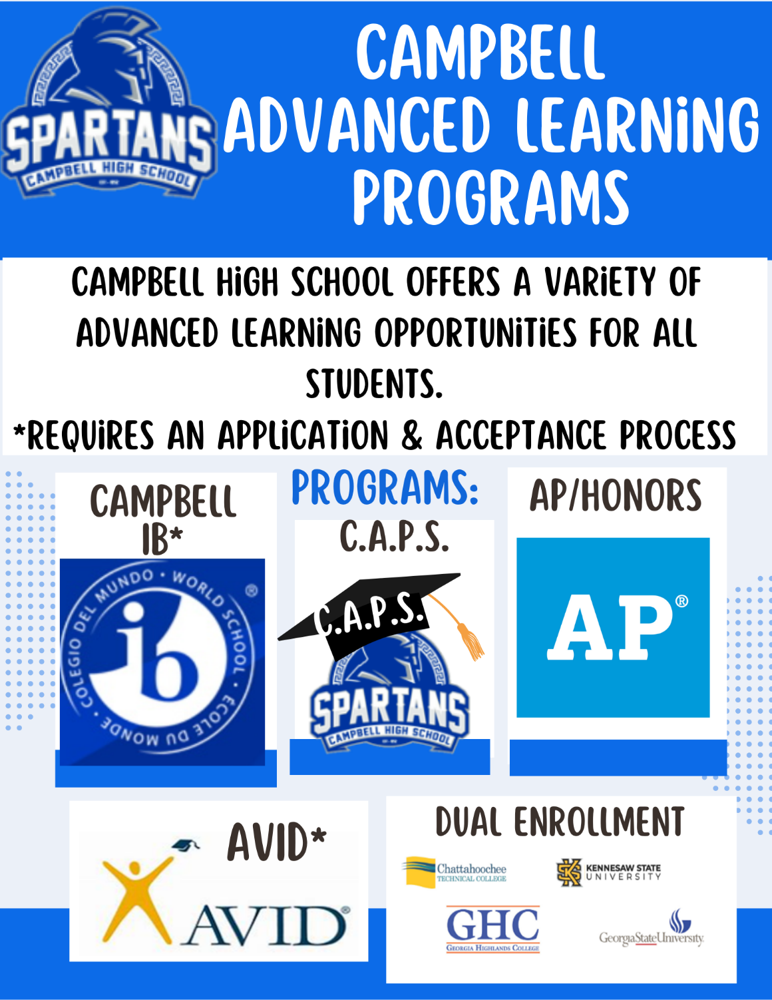 SPARTANS
CAMPBELL HIGH SCHOOL
CAMPBELL
ADVANCED LEARNING
PROGRAMS
CAMPBELL HIGH SCHOOL OFFERS A VARIETY OF
ADVANCED LEARNING OPPORTUNITIES FOR ALL
STUDENTS.
*REQUIRES AN APPLICATION & ACCEPTANCE PROCESS
PROGRAMS:
CAMPBELL
IB*
COLEGIO DEL MUNDO · WORLD SCHOOL · ÉCOLE DU MONDE ·
®
ib
C.A.P.S.
C.A.P.S.
SPARTANS
CAMPBELL HIGH SCHOOL
AP/HONORS
AP®
AVID*
AVID®
DUAL ENROLLMENT
Chattahoochee
TECHNICAL COLLEGE
KS
KENNESAW STATE
UNIVERSITY
GHC
GEORGIA HIGHLANDS COLLEGE
GeorgiaStateUniversity